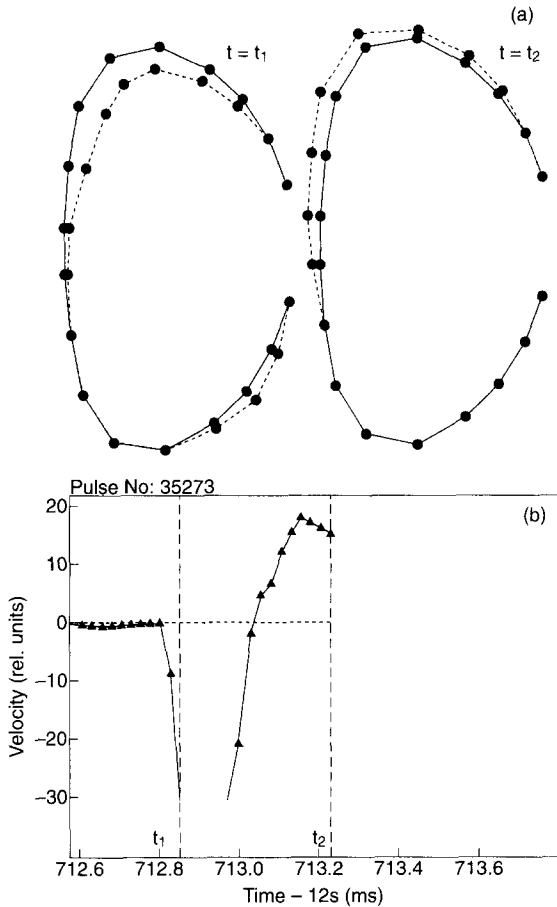 (a)
t = t1
t = t2
Pulse No: 35273
(b)
Velocity (rel. units)
20
10
0
−10
−20
−30
t1
t2
712.6
712.8
713.0
713.2
713.4
713.6
Time − 12s (ms)